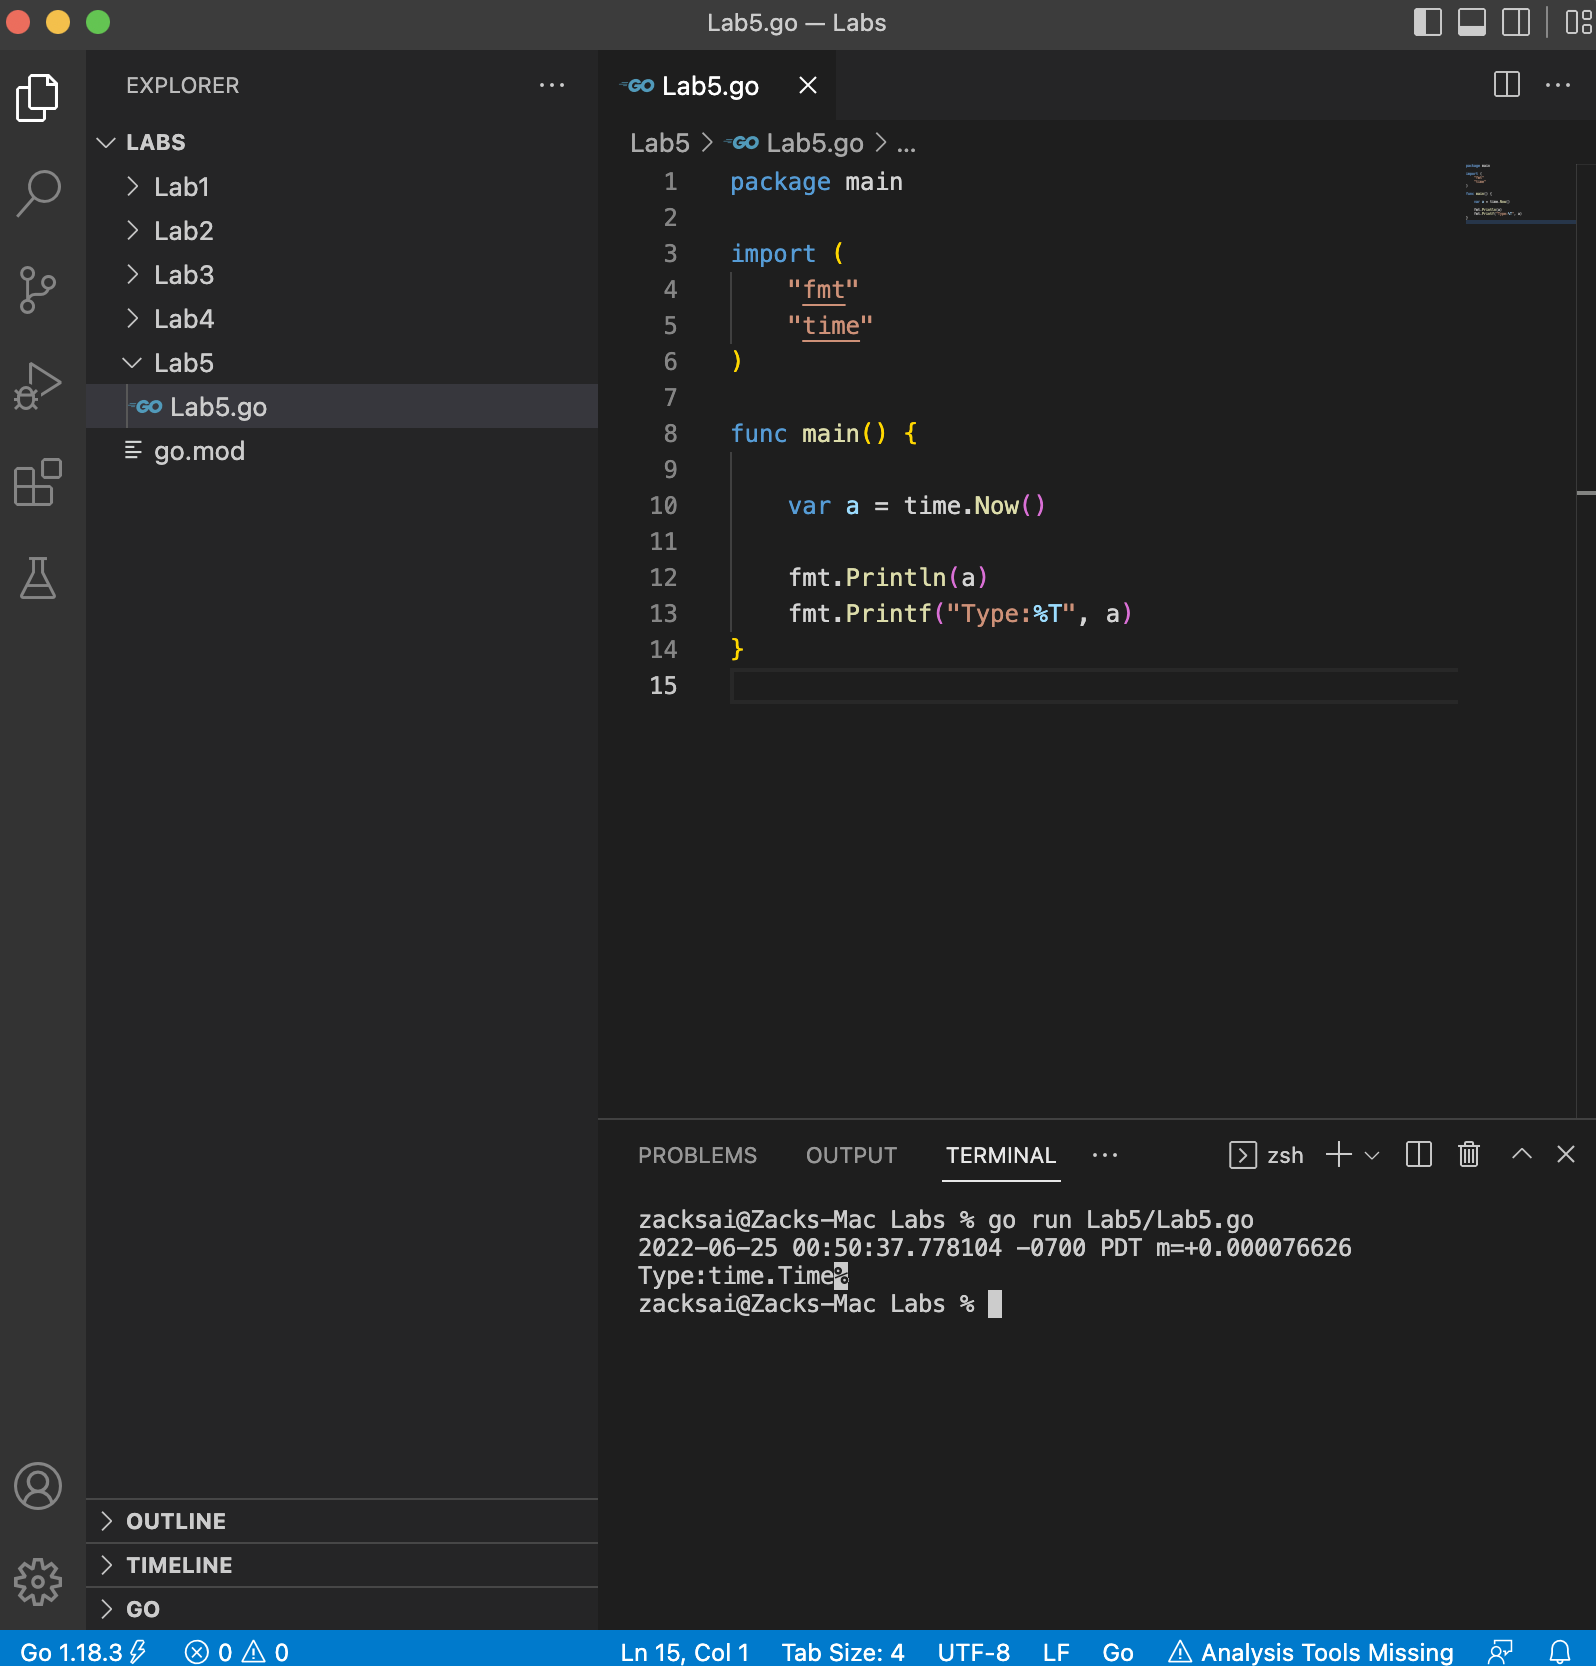 Lab5.go — Labs
EXPLORER
LABS
Lab1
Lab2
Lab3
Lab4
Lab5
GO Lab5.go
go.mod
OUTLINE
TIMELINE
GO
GO Lab5.go
Lab5 > GO Lab5.go > ...
1 package main
2
3 import (
4 "fmt"
5 "time"
6 )
7
8 func main() {
9
10 var a = time.Now()
11
12 fmt.Println(a)
13 fmt.Printf("Type:%T", a)
14 }
15
PROBLEMS OUTPUT TERMINAL ... zsh
zacksai@Zacks-Mac Labs % go run Lab5/Lab5.go
2022-06-25 00:50:37.778104 -0700 PDT m=+0.000076626
Type:time.Time%
zacksai@Zacks-Mac Labs %
Go 1.18.3 0 0 Ln 15, Col 1 Tab Size: 4 UTF-8 LF Go Analysis Tools Missing